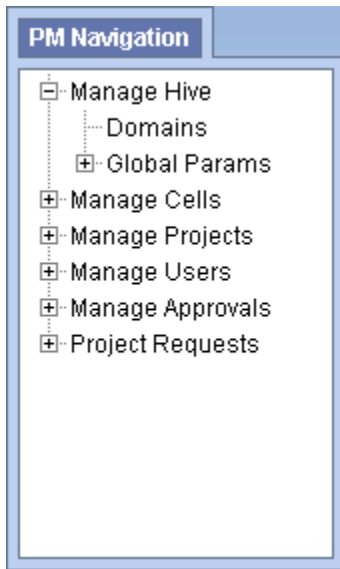 PM Navigation
Manage Hive
Domains
Global Params
Manage Cells
Manage Projects
Manage Users
Manage Approvals
Project Requests